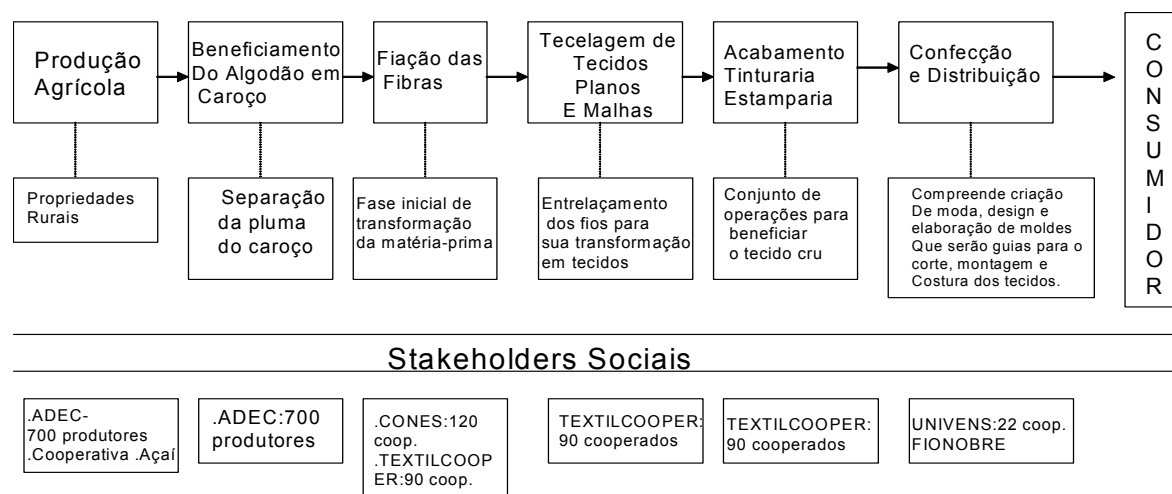 Produção
Agrícola
Beneficiamento
Do Algodão em
Caroço
Fiação das
Fibras
Tecelagem de
Tecidos
Planos
E Malhas
Acabamento
Tinturaria
Estamparia
Confecção
e Distribuição
C
O
N
S
U
M
I
D
O
R
Propriedades
Rurais
Separação
da pluma
do caroço
Fase inicial de
transformação
da matéria-prima
Entrelaçamento
dos fios para
sua transformação
em tecidos
Conjunto de
operações para
beneficiar
o tecido cru
Compreende criação
De moda, design e
elaboração de moldes
Que serão guias para o
corte, montagem e
Costura dos tecidos.
Stakeholders Sociais
.ADEC-
700 produtores
.Cooperativa .Açaí
.ADEC:700
produtores
.CONES:120
coop.
.TEXTILCOOP
ER:90 coop.
TEXTILCOOPER:
90 cooperados
TEXTILCOOPER:
90 cooperados
UNIVENS:22 coop.
FIONOBRE